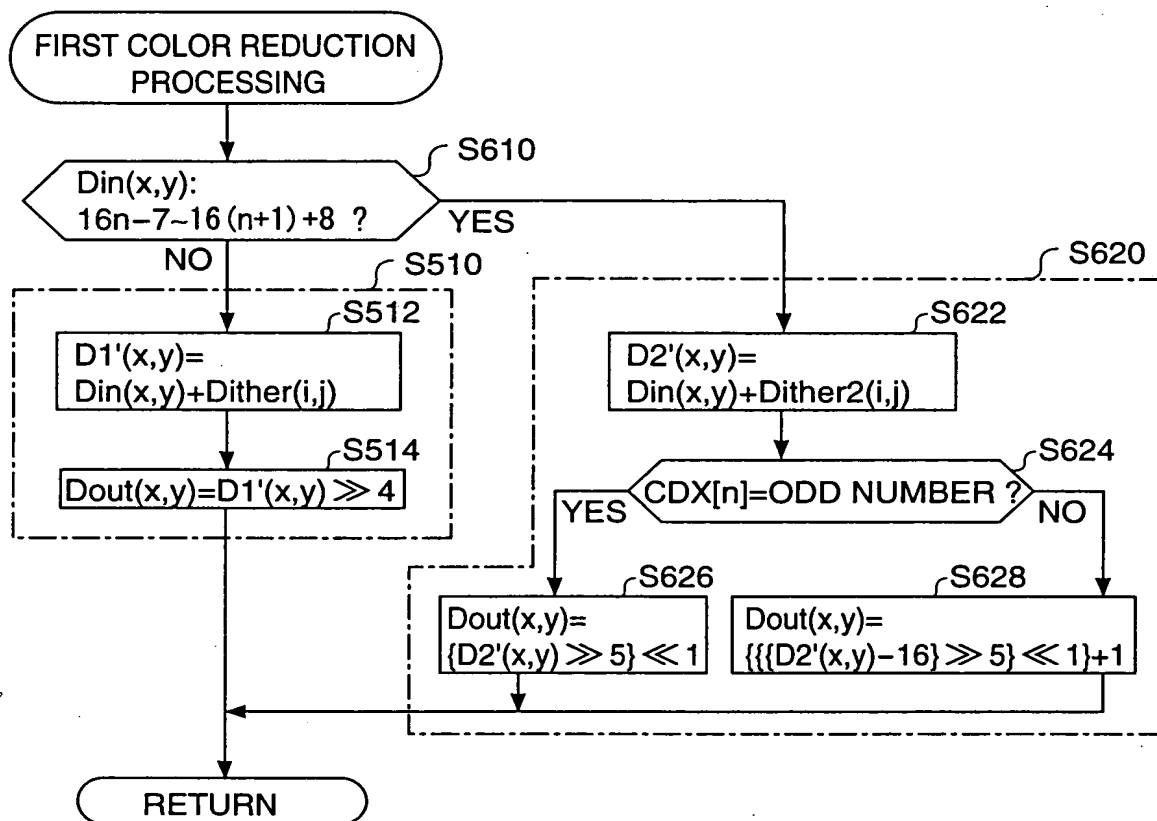 FIRST COLOR REDUCTION
PROCESSING
S610
Din(x,y):
16n−7~16(n+1)+8 ?
YES
NO
S510
S512
D1'(x,y)=
Din(x,y)+Dither(i,j)
S514
Dout(x,y)=D1'(x,y) ≫ 4
S620
S622
D2'(x,y)=
Din(x,y)+Dither2(i,j)
S624
CDX[n]=ODD NUMBER ?
YES
NO
S626
Dout(x,y)=
{D2'(x,y) ≫ 5} ≪ 1
S628
Dout(x,y)=
{{{D2'(x,y)−16} ≫ 5} ≪ 1}+1
RETURN